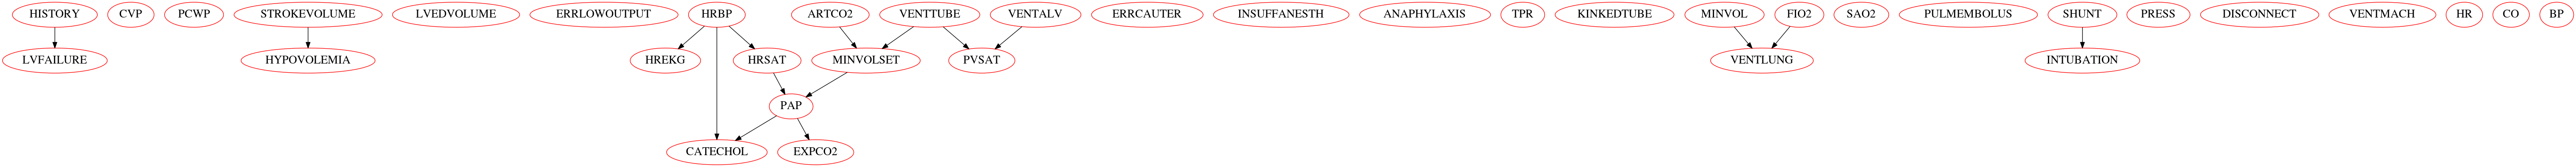 HISTORY CVP PCWP STROKEVOLUME LVEDVOLUME ERRLOWOUTPUT HRBP ARTCO2 VENTTUBE VENTALV ERRCAUTER INSUFFANESTH ANAPHYLAXIS TPR KINKEDTUBE MINVOL FIO2 SAO2 PULMEMBOLUS SHUNT PRESS DISCONNECT VENTMACH HR CO BP
LVFAILURE HYPOVOLEMIA HREKG HRSAT MINVOLSET PVSAT VENTLUNG INTUBATION
PAP
CATECHOL EXPCO2